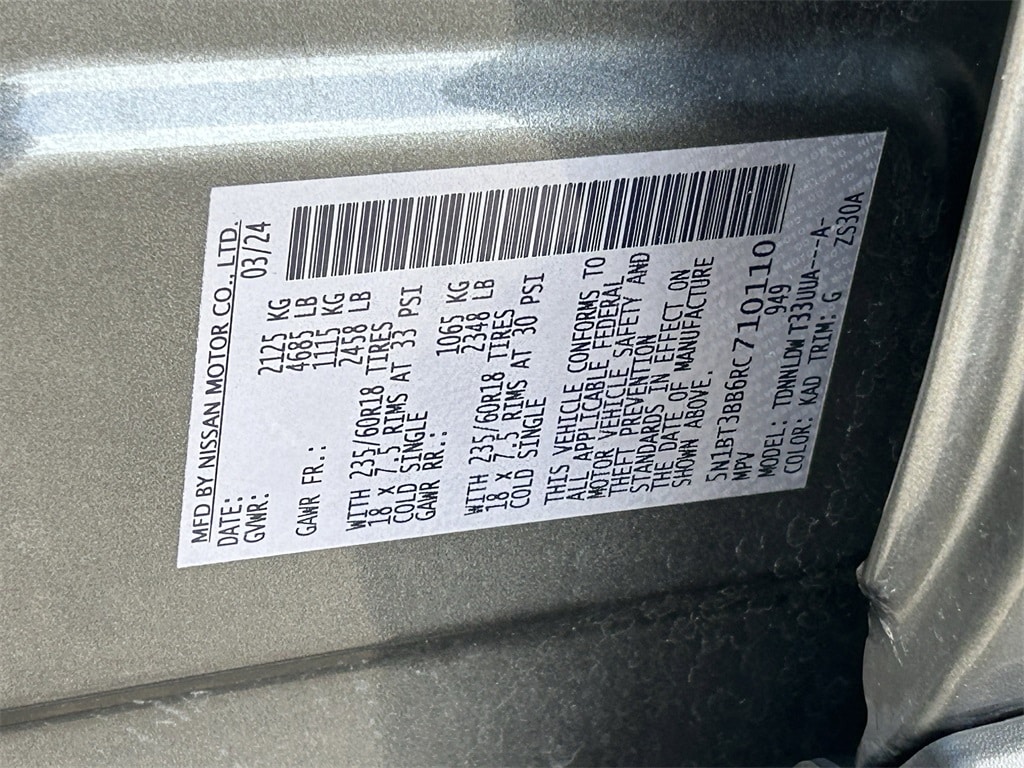 MFD BY NISSAN MOTOR CO., LTD.
DATE: 03/24
GVWR: 2125 KG
4685 LB
GAWR FR.: 1115 KG
2458 LB
WITH 235/60R18 TIRES
18 X 7.5 RIMS AT 33 PSI
COLD SINGLE
GAWR RR.: 1065 KG
2348 LB
WITH 235/60R18 TIRES
18 X 7.5 RIMS AT 30 PSI
COLD SINGLE
THIS VEHICLE CONFORMS TO
ALL APPLICABLE FEDERAL
MOTOR VEHICLE SAFETY AND
THEFT PREVENTION
STANDARDS IN EFFECT ON
THE DATE OF MANUFACTURE
SHOWN ABOVE.
5N1BT3BB6RC710110
MPV 949
MODEL: TDNNLDW T33UUA---A-
COLOR: KAD TRIM: G ZS30A